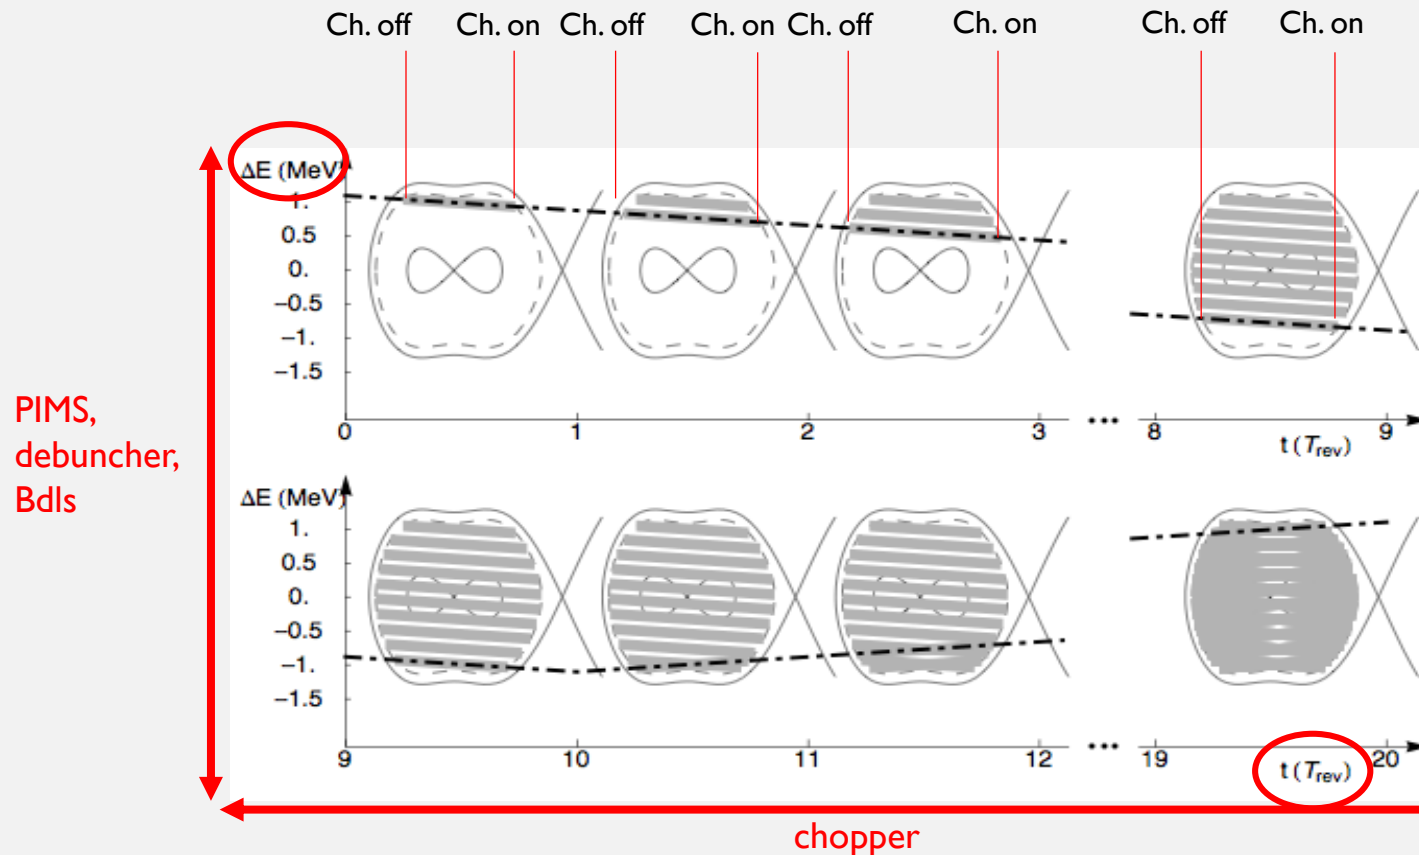 Ch. off Ch. on Ch. off Ch. on Ch. off Ch. on Ch. off Ch. on
ΔE (MeV)
1.
0.5
0.
−0.5
−1.
−1.5
0 1 2 3 ••• 8 9
t (Trev)
PIMS,
debuncher,
Bdls
ΔE (MeV)
1.
0.5
0.
−0.5
−1.
−1.5
9 10 11 12 ••• 19 20
t (Trev)
chopper